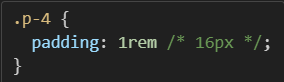 .p-4 {
  padding: 1rem /* 16px */;
}